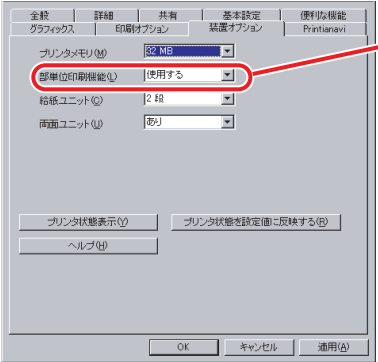 全般 詳細 共有 基本設定 便利な機能
グラフィックス 印刷オプション 装置オプション Printianavi
プリンタメモリ(M) 32 MB
部単位印刷機能(L) 使用する
給紙ユニット(C) 2 段
両面ユニット(U) あり
プリンタ状態表示(Y) プリンタ状態を設定値に反映する(R)
ヘルプ(H)
OK キャンセル 適用(A)